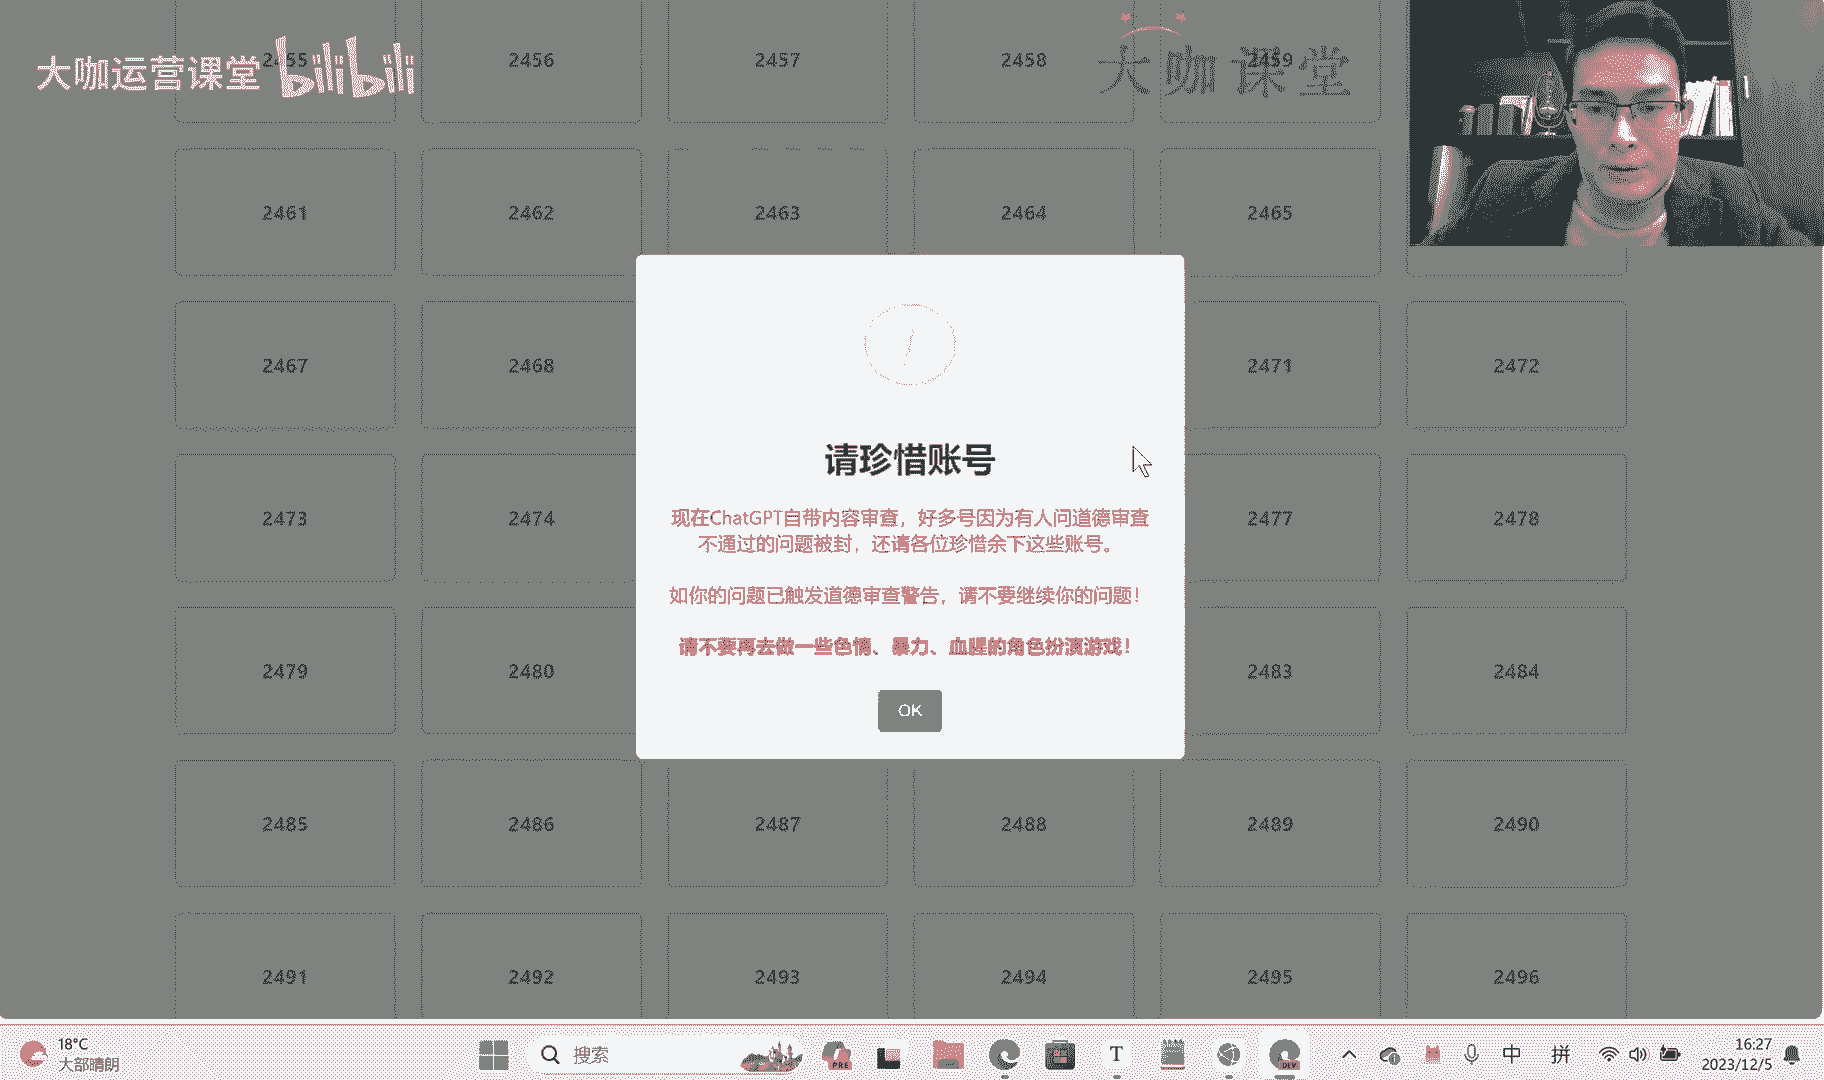 大咖运营课堂 bilibili
大咖课堂
2455 2456 2457 2458 2459
2461 2462 2463 2464 2465
2467 2468 2471 2472
2473 2474 2477 2478
2479 2480 2483 2484
2485 2486 2487 2488 2489 2490
2491 2492 2493 2494 2495 2496
请珍惜账号
现在ChatGPT自带内容审查，好多号因为有人问道德审查
不通过的问题被封，还请各位珍惜余下这些账号。
如你的问题已触发道德审查警告，请不要继续你的问题！
请不要再去做一些色情、暴力、血腥的角色扮演游戏！
OK
18°C
大部晴朗
搜索
PRE
T
DEV
中
拼
16:27
2023/12/5